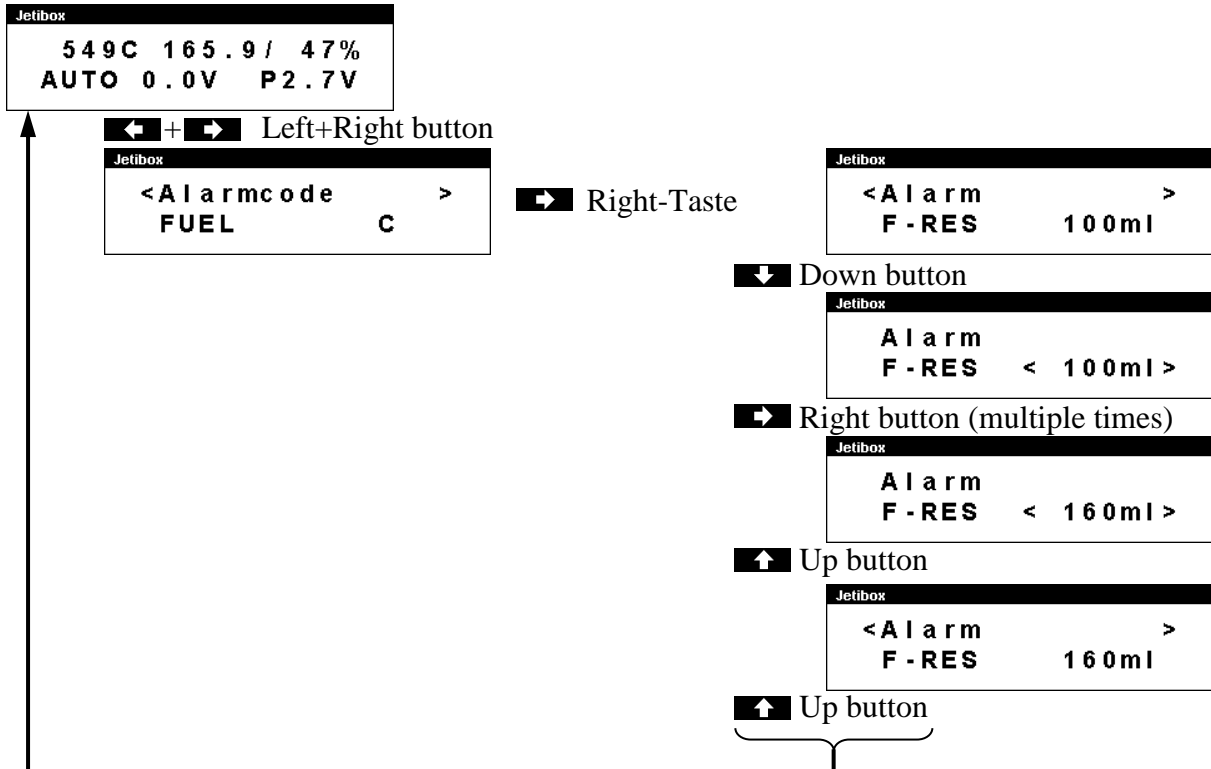 Jetibox
549C 165.9/ 47%
AUTO 0.0V P2.7V
+ Left+Right button
Jetibox
<Alarmcode >
FUEL C
Right-Taste
Jetibox
<Alarm >
F-RES 100ml
Down button
Jetibox
Alarm
F-RES < 100ml>
Right button (multiple times)
Jetibox
Alarm
F-RES < 160ml>
Up button
Jetibox
<Alarm >
F-RES 160ml
Up button